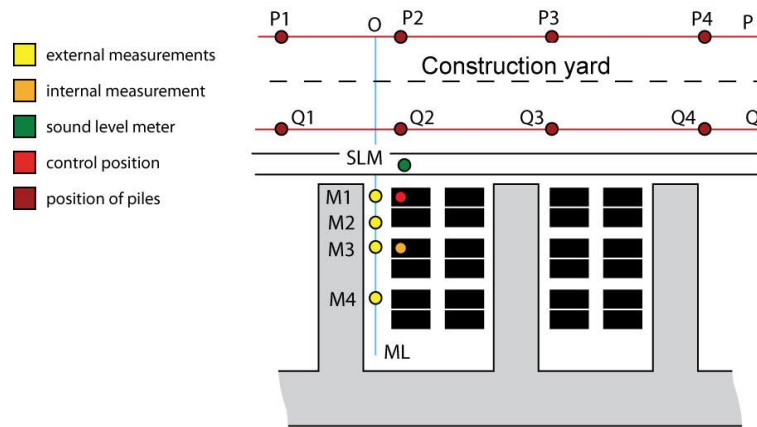 P1
O
P2
P3
P4
P
external measurements
internal measurement
sound level meter
control position
position of piles
Construction yard
Q1
Q2
Q3
Q4
Q
SLM
M1
M2
M3
M4
ML